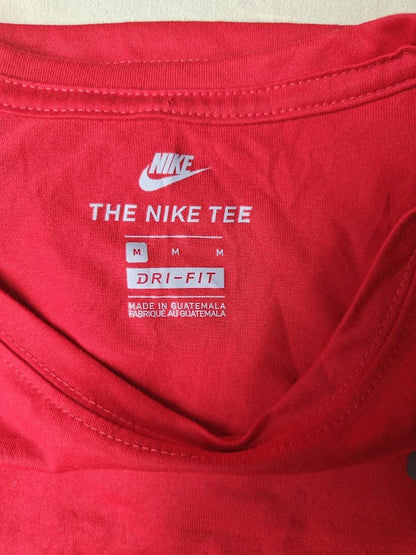 NIKE
THE NIKE TEE
M M M
DRI-FIT
MADE IN GUATEMALA
FABRIQUÉ AU GUATEMALA